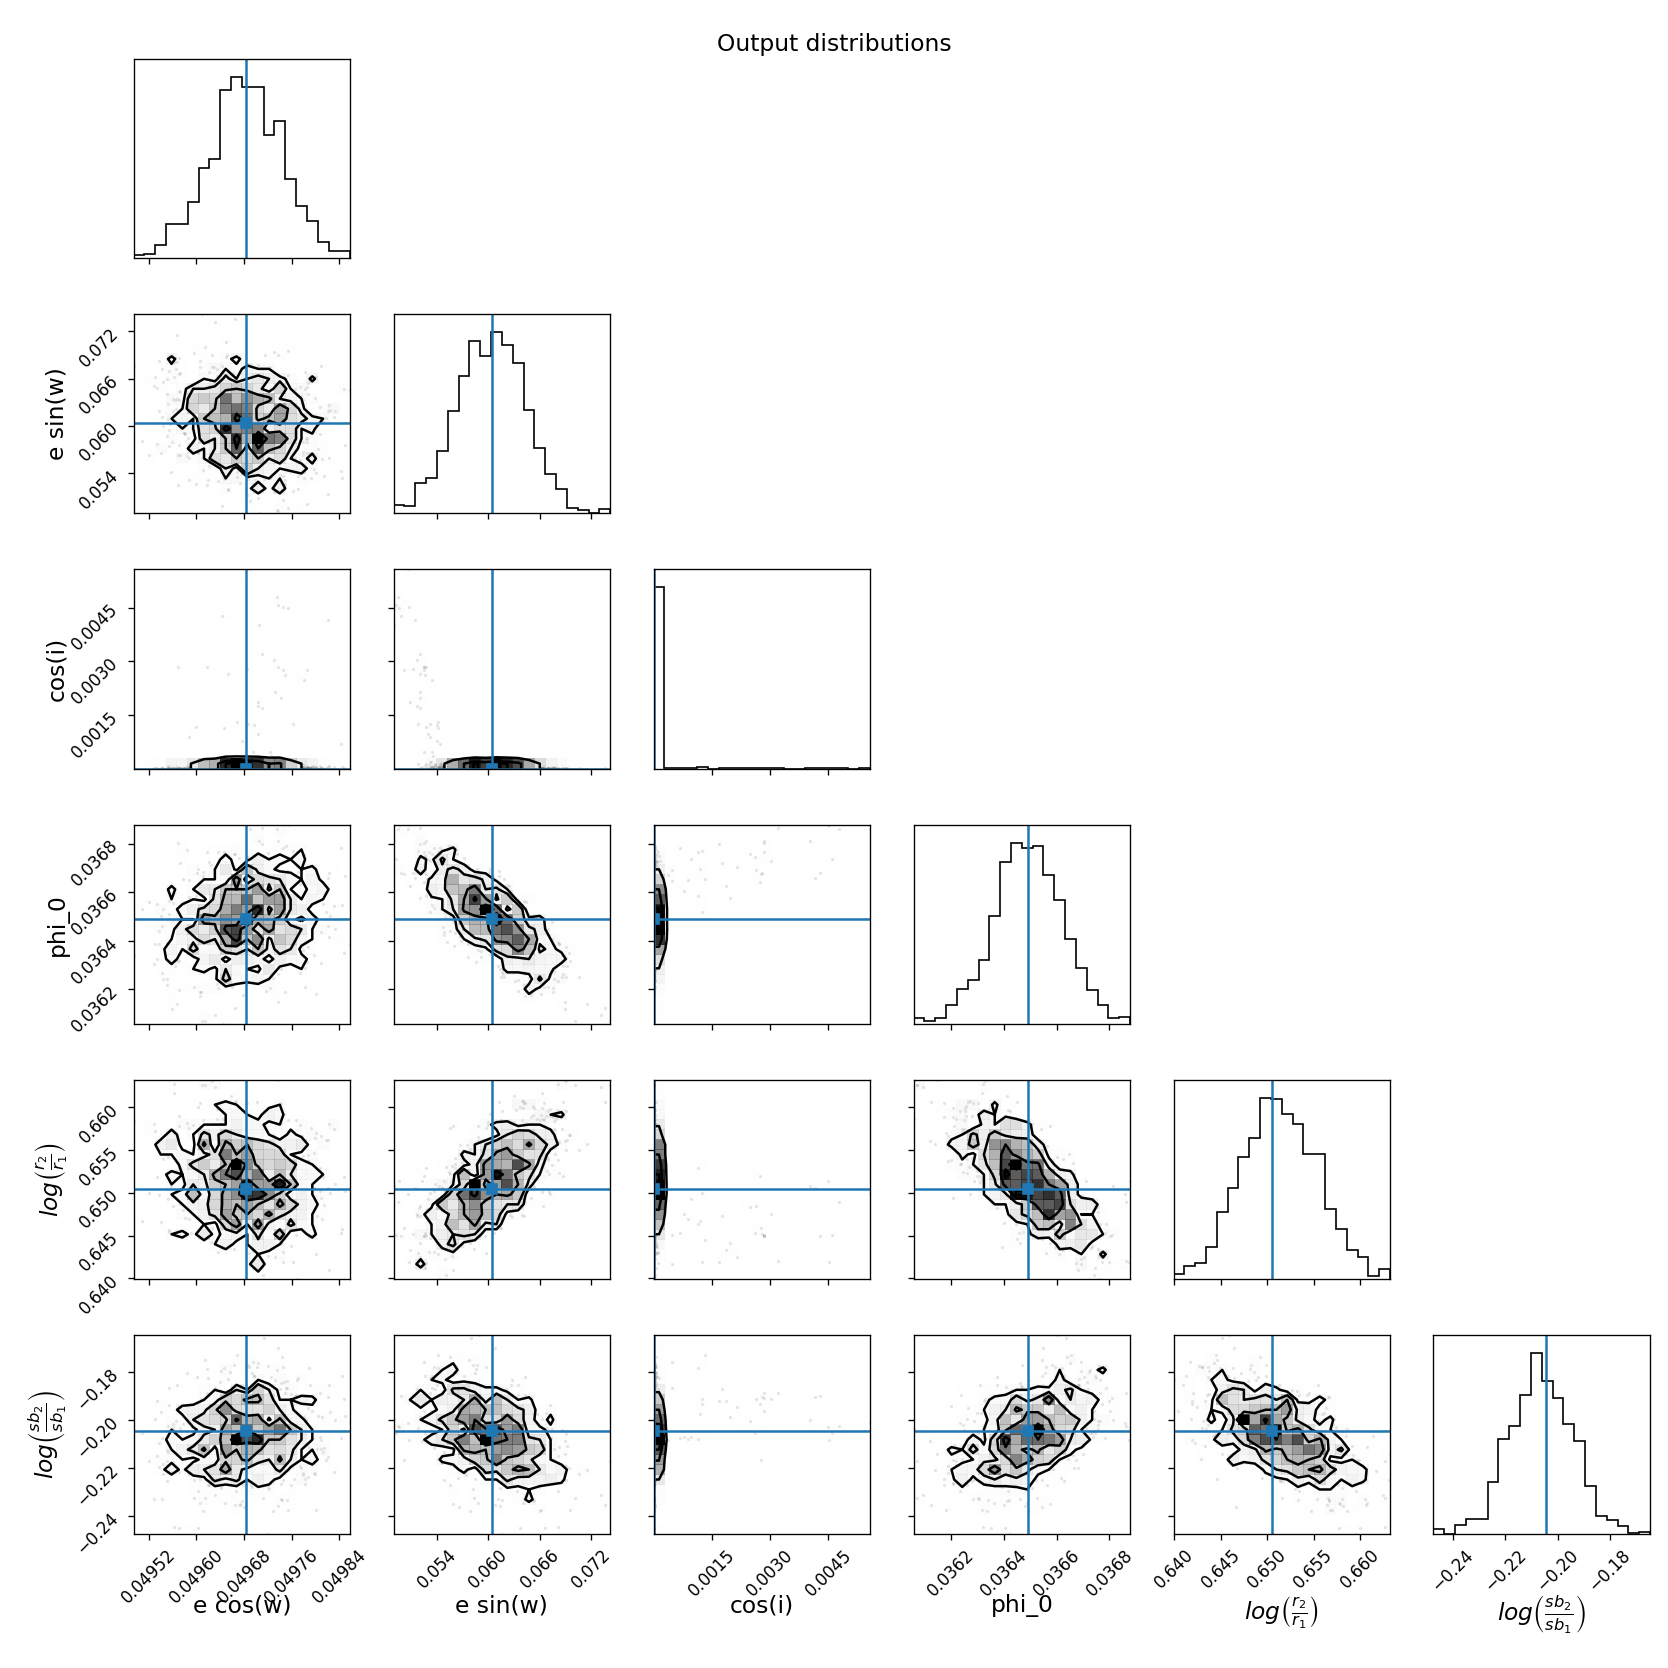 Output distributions
0.072
0.066
0.060
0.054
e sin(w)
0.0045
0.0030
0.0015
cos(i)
0.0368
0.0366
0.0364
0.0362
phi_0
0.660
0.655
0.650
0.645
0.640
log(r2/r1)
−0.18
−0.20
−0.22
−0.24
log(sb2/sb1)
0.04952 0.04960 0.04968 0.04976 0.04984
e cos(w)
0.054 0.060 0.066 0.072
e sin(w)
0.0015 0.0030 0.0045
cos(i)
0.0362 0.0364 0.0366 0.0368
phi_0
0.640 0.645 0.650 0.655 0.660
log(r2/r1)
−0.24 −0.22 −0.20 −0.18
log(sb2/sb1)